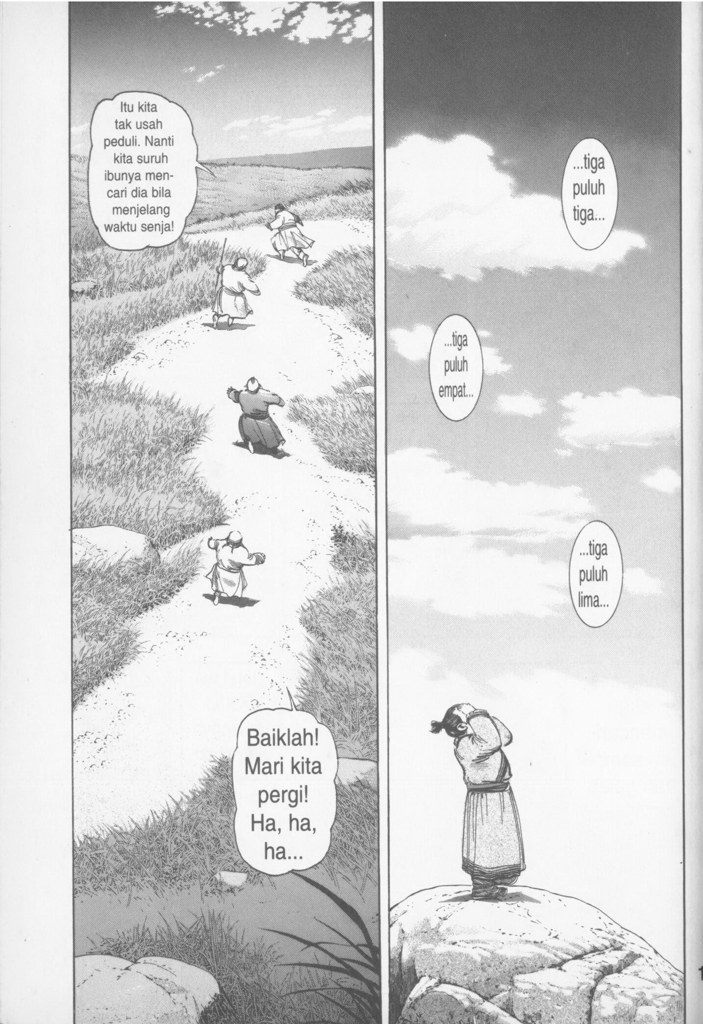 Itu kita
tak usah
peduli. Nanti
kita suruh
ibunya men-
cari dia bila
menjelang
waktu senja!
Baiklah!
Mari kita
pergi!
Ha, ha,
ha...
...tiga
puluh
tiga...
...tiga
puluh
empat...
...tiga
puluh
lima...